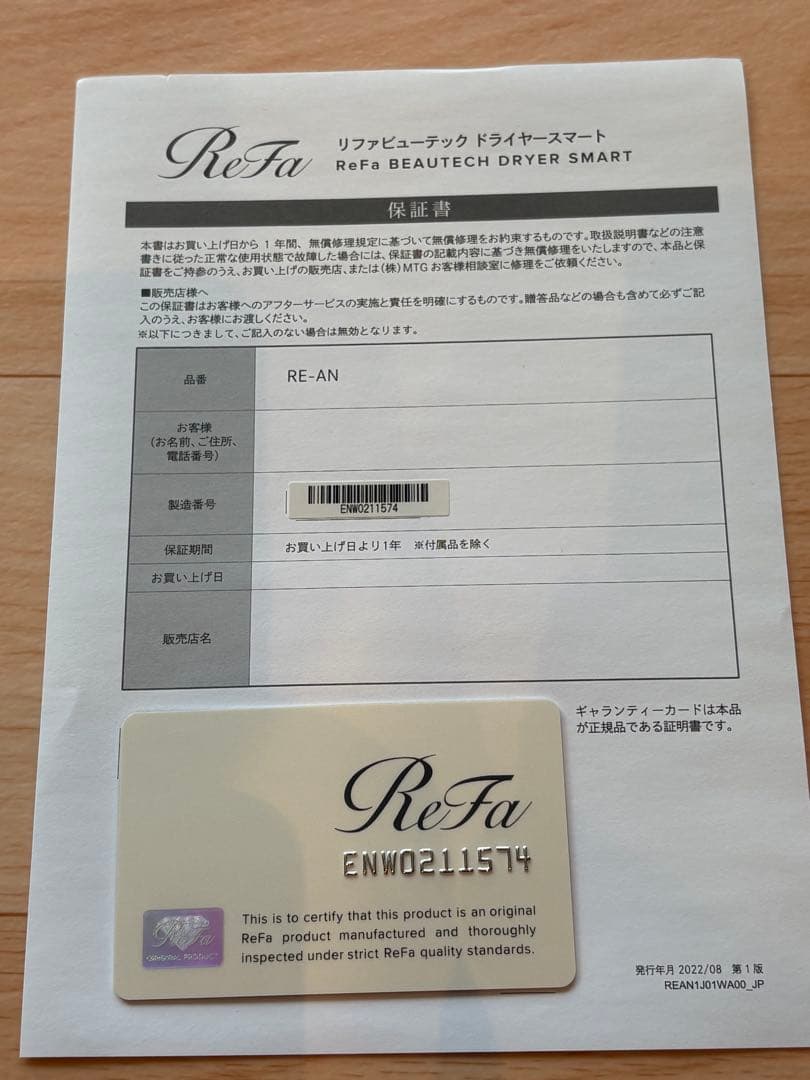 ReFa
リファビューテック ドライヤースマート
ReFa BEAUTECH DRYER SMART
保証書
本書はお買い上げ日から 1 年間、無償修理規定に基づいて無償修理をお約束するものです。取扱説明書などの注意
書きに従った正常な使用状態で故障した場合には、保証書の記載内容に基づき無償修理をいたしますので、本品と保
証書をご持参のうえ、お買い上げの販売店、または（株）MTG お客様相談室に修理をご依頼ください。
■販売店様へ
この保証書はお客様へのアフターサービスの実施と責任を明確にするものです。贈答品などの場合も含めて必ずご記
入のうえ、お客様にお渡しください。
※以下につきまして、ご記入のない場合は無効となります。
品番
RE-AN
お客様
（お名前、ご住所、
電話番号）
製造番号
ENW0211574
保証期間
お買い上げ日より1年 ※付属品を除く
お買い上げ日
販売店名
ギャランティーカードは本品
が正規品である証明書です。
ReFa
ENW0211574
ReFa
ORIGINAL PRODUCT
This is to certify that this product is an original
ReFa product manufactured and thoroughly
inspected under strict ReFa quality standards.
発行年月 2022/08 第 1 版
REAN1J01WA00_JP